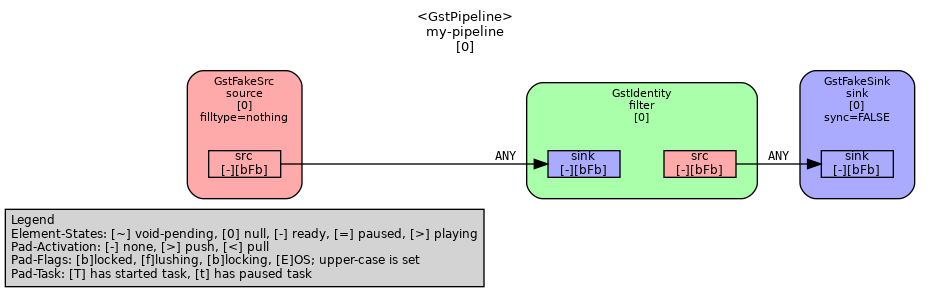 <GstPipeline>
my-pipeline
[0]
GstFakeSrc
source
[0]
filltype=nothing
src
[-][bFb]
ANY
GstIdentity
filter
[0]
sink
[-][bFb]
src
[-][bFb]
ANY
GstFakeSink
sink
[0]
sync=FALSE
sink
[-][bFb]
Legend
Element-States: [~] void-pending, [0] null, [-] ready, [=] paused, [>] playing
Pad-Activation: [-] none, [>] push, [<] pull
Pad-Flags: [b]locked, [f]lushing, [b]locking, [E]OS; upper-case is set
Pad-Task: [T] has started task, [t] has paused task